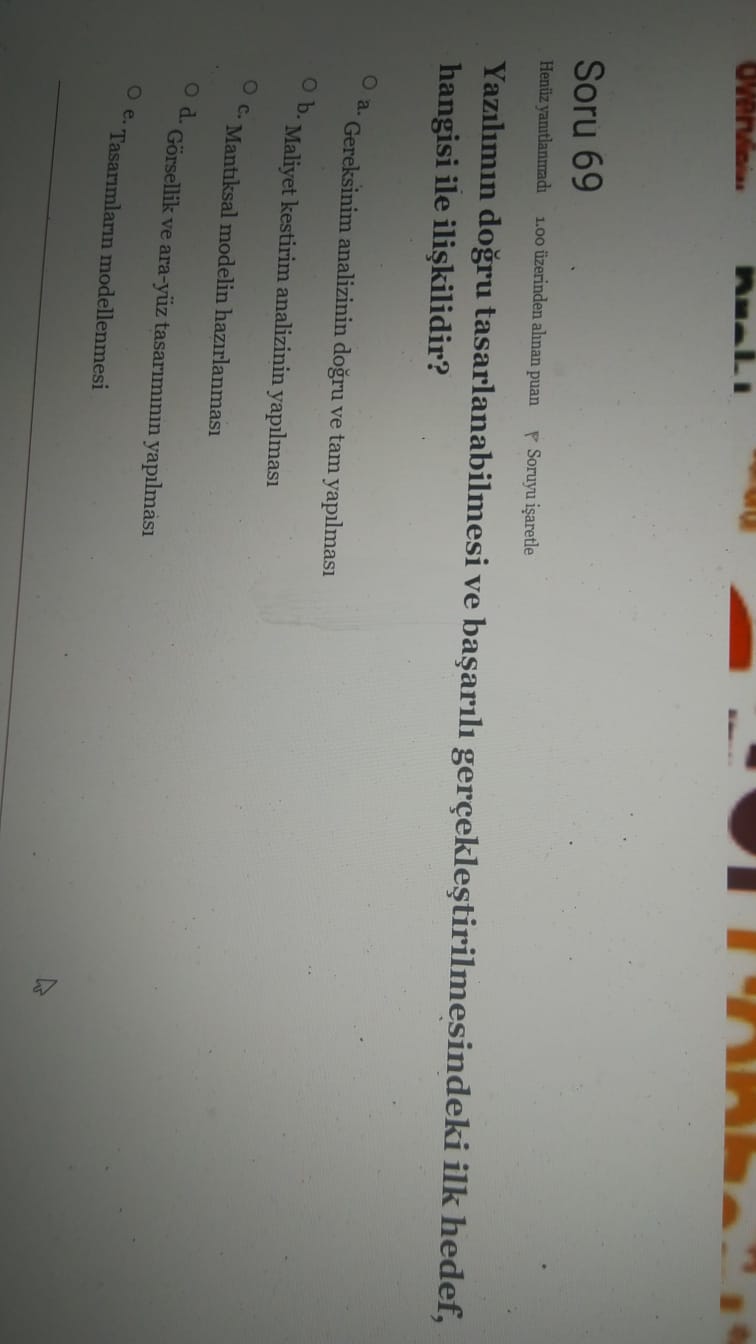 Soru 69
Henüz yanıtlanmadı 1.00 üzerinden alınan puan Soruyu işaretle
Yazılımın doğru tasarlanabilmesi ve başarılı gerçekleştirilmesindeki ilk hedef,
hangisi ile ilişkilidir?
a. Gereksinim analizinin doğru ve tam yapılması
b. Maliyet kestirim analizinin yapılması
c. Mantıksal modelin hazırlanması
d. Görsellik ve ara-yüz tasarımının yapılması
e. Tasarımların modellenmesi